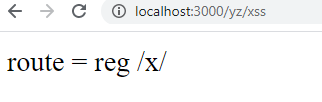 localhost:3000/yz/xss
route = reg /x/